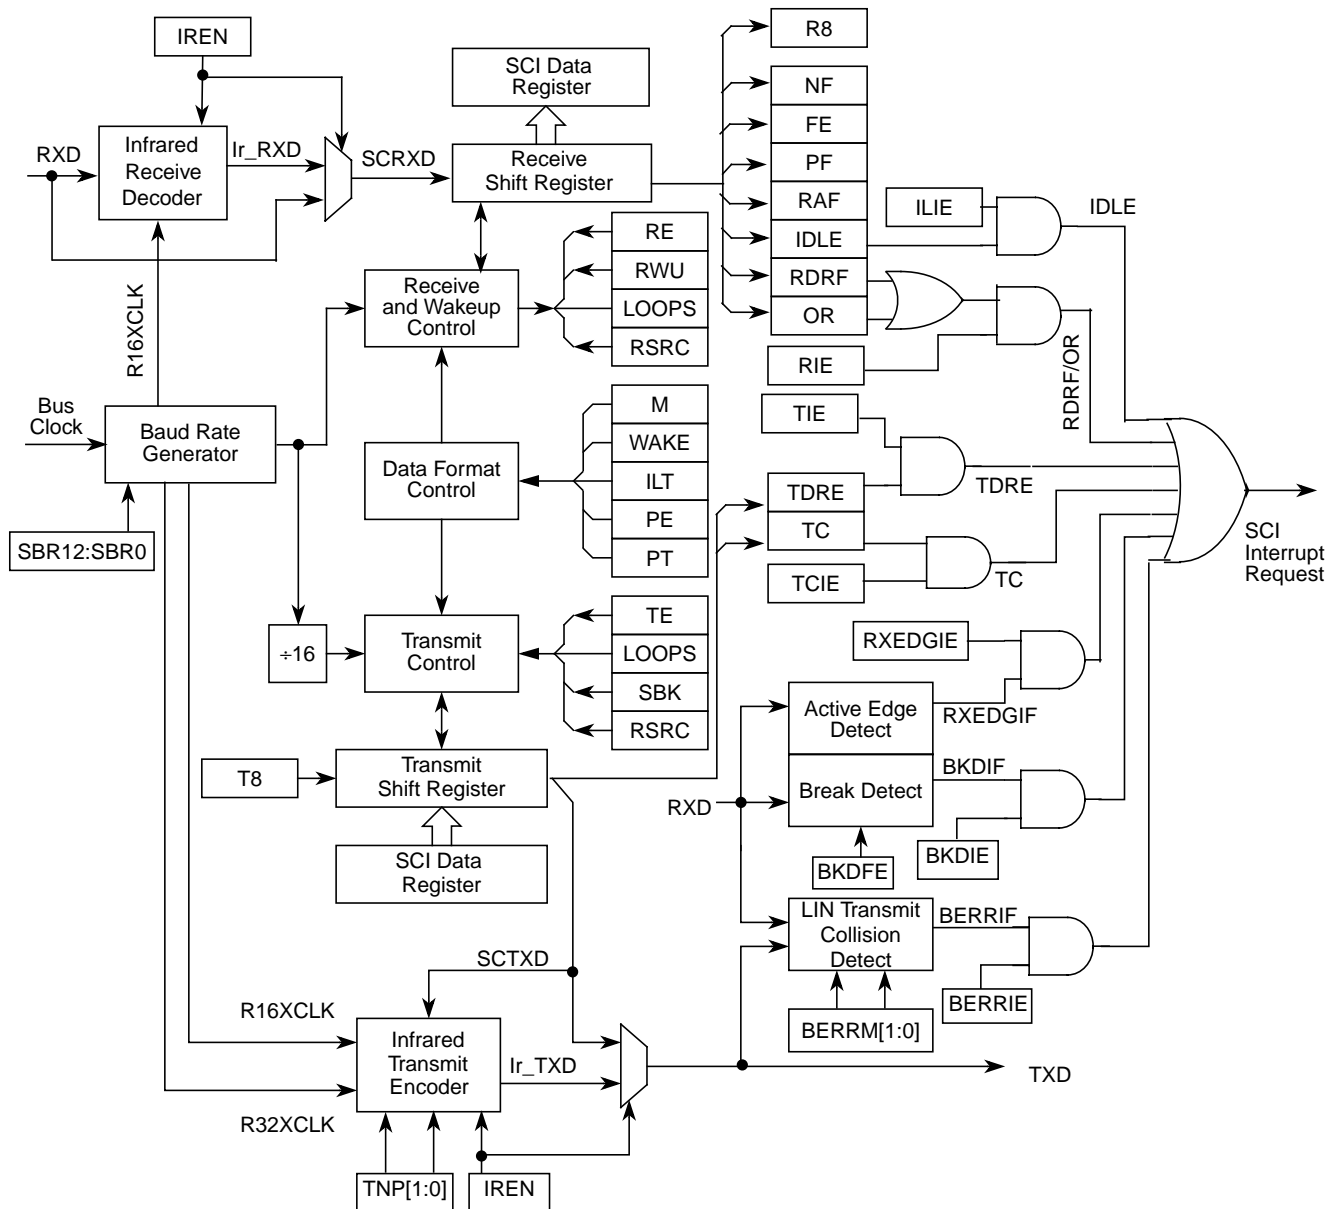 IREN
SCI Data
Register
R8
NF
FE
PF
RAF
IDLE
RDRF
OR
RXD
Infrared
Receive
Decoder
Ir_RXD
SCRXD
Receive
Shift Register
ILIE
IDLE
RE
RWU
LOOPS
RSRC
Receive
and Wakeup
Control
R16XCLK
RIE
RDRF/OR
Bus
Clock
Baud Rate
Generator
SBR12:SBR0
Data Format
Control
M
WAKE
ILT
PE
PT
TIE
TDRE
TC
TCIE
TDRE
TC
SCI
Interrupt
Request
÷16
Transmit
Control
TE
LOOPS
SBK
RSRC
RXEDGIE
Active Edge
Detect
RXEDGIF
T8
Transmit
Shift Register
RXD
Break Detect
BKDIF
BKDIE
BKDFE
SCI Data
Register
LIN Transmit
Collision
Detect
BERRIF
BERRIE
BERRM[1:0]
SCTXD
R16XCLK
Infrared
Transmit
Encoder
Ir_TXD
TXD
R32XCLK
TNP[1:0]
IREN